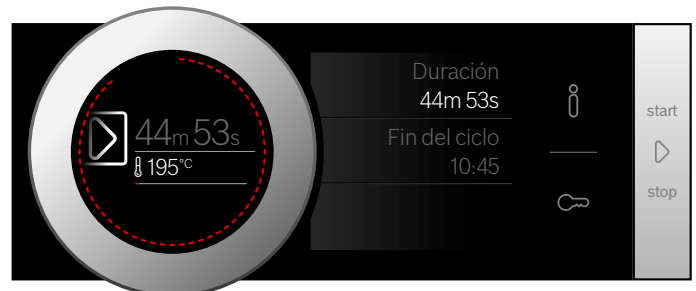 44m 53s
195°C
Duración
44m 53s
Fin del ciclo
10:45
start
stop